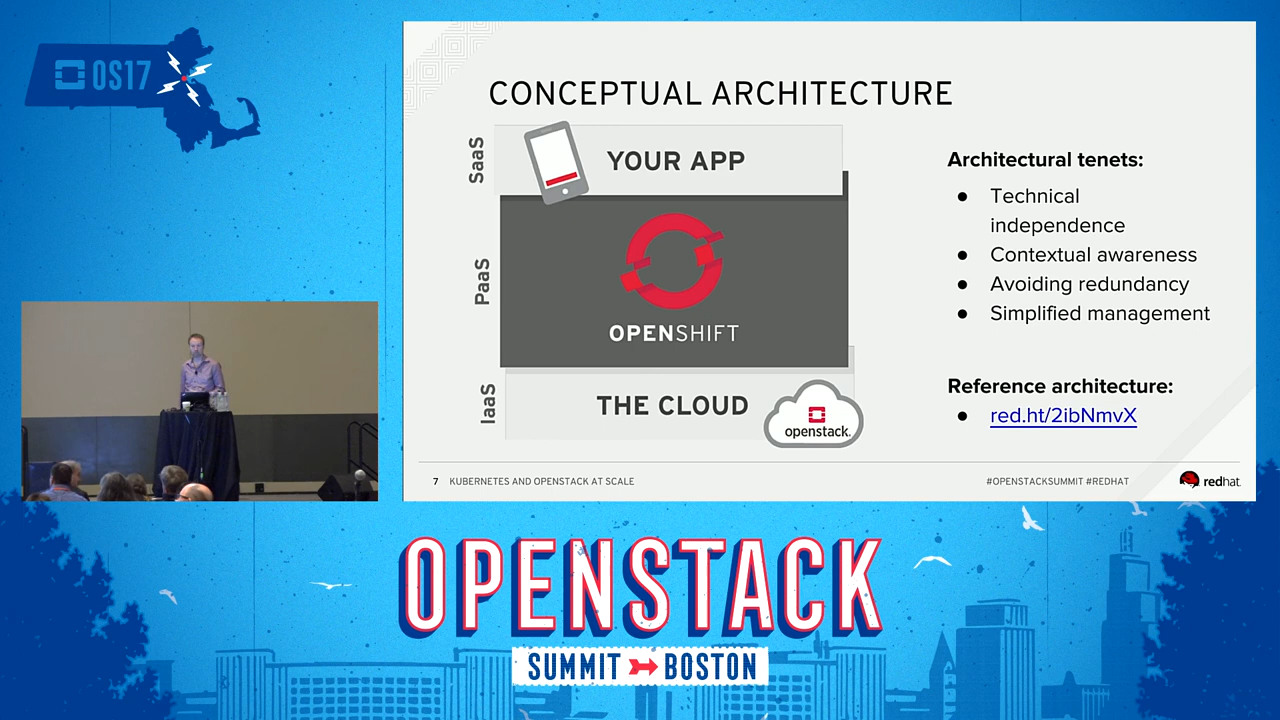 OS17
CONCEPTUAL ARCHITECTURE
SaaS
YOUR APP
PaaS
OPENSHIFT
IaaS
THE CLOUD
openstack.
Architectural tenets:
● Technical
independence
● Contextual awareness
● Avoiding redundancy
● Simplified management
Reference architecture:
● red.ht/2ibNmvX
7 KUBERNETES AND OPENSTACK AT SCALE
#OPENSTACKSUMMIT #REDHAT
redhat.
OPENSTACK
SUMMIT BOSTON